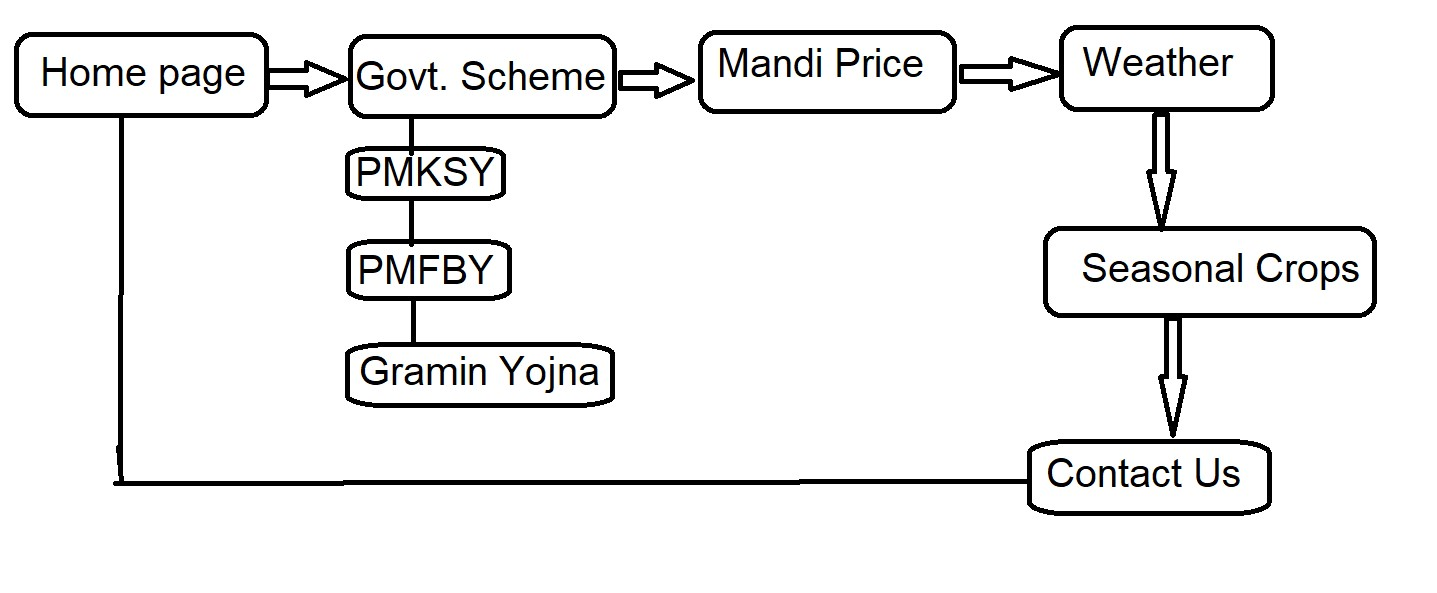 Home page
Govt. Scheme
Mandi Price
Weather
PMKSY
PMFBY
Gramin Yojna
Seasonal Crops
Contact Us